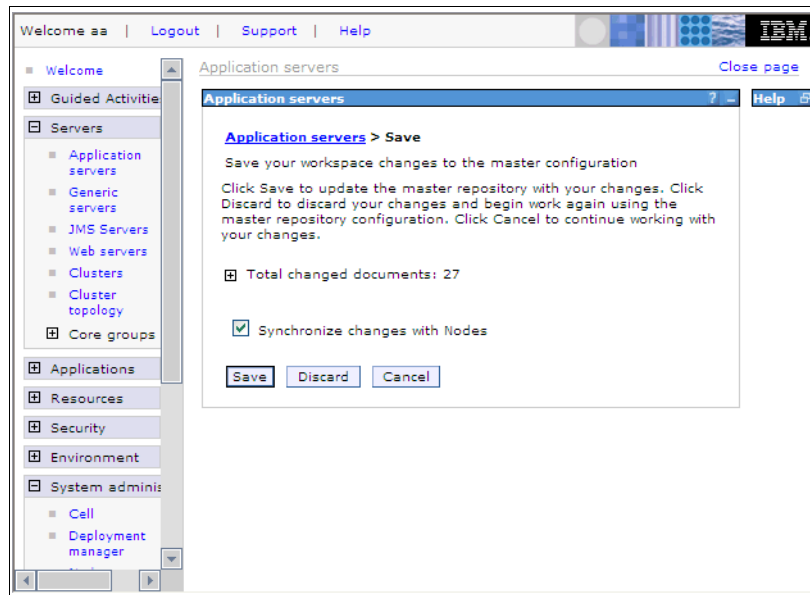 Welcome aa | Logout | Support | Help
IBM
Welcome
Guided Activitie
Servers
Application
servers
Generic
servers
JMS Servers
Web servers
Clusters
Cluster
topology
Core groups
Applications
Resources
Security
Environment
System adminis
Cell
Deployment
manager
Application servers
Close page
Application servers ? –
Help
Application servers > Save
Save your workspace changes to the master configuration
Click Save to update the master repository with your changes. Click
Discard to discard your changes and begin work again using the
master repository configuration. Click Cancel to continue working with
your changes.
Total changed documents: 27
Synchronize changes with Nodes
Save Discard Cancel